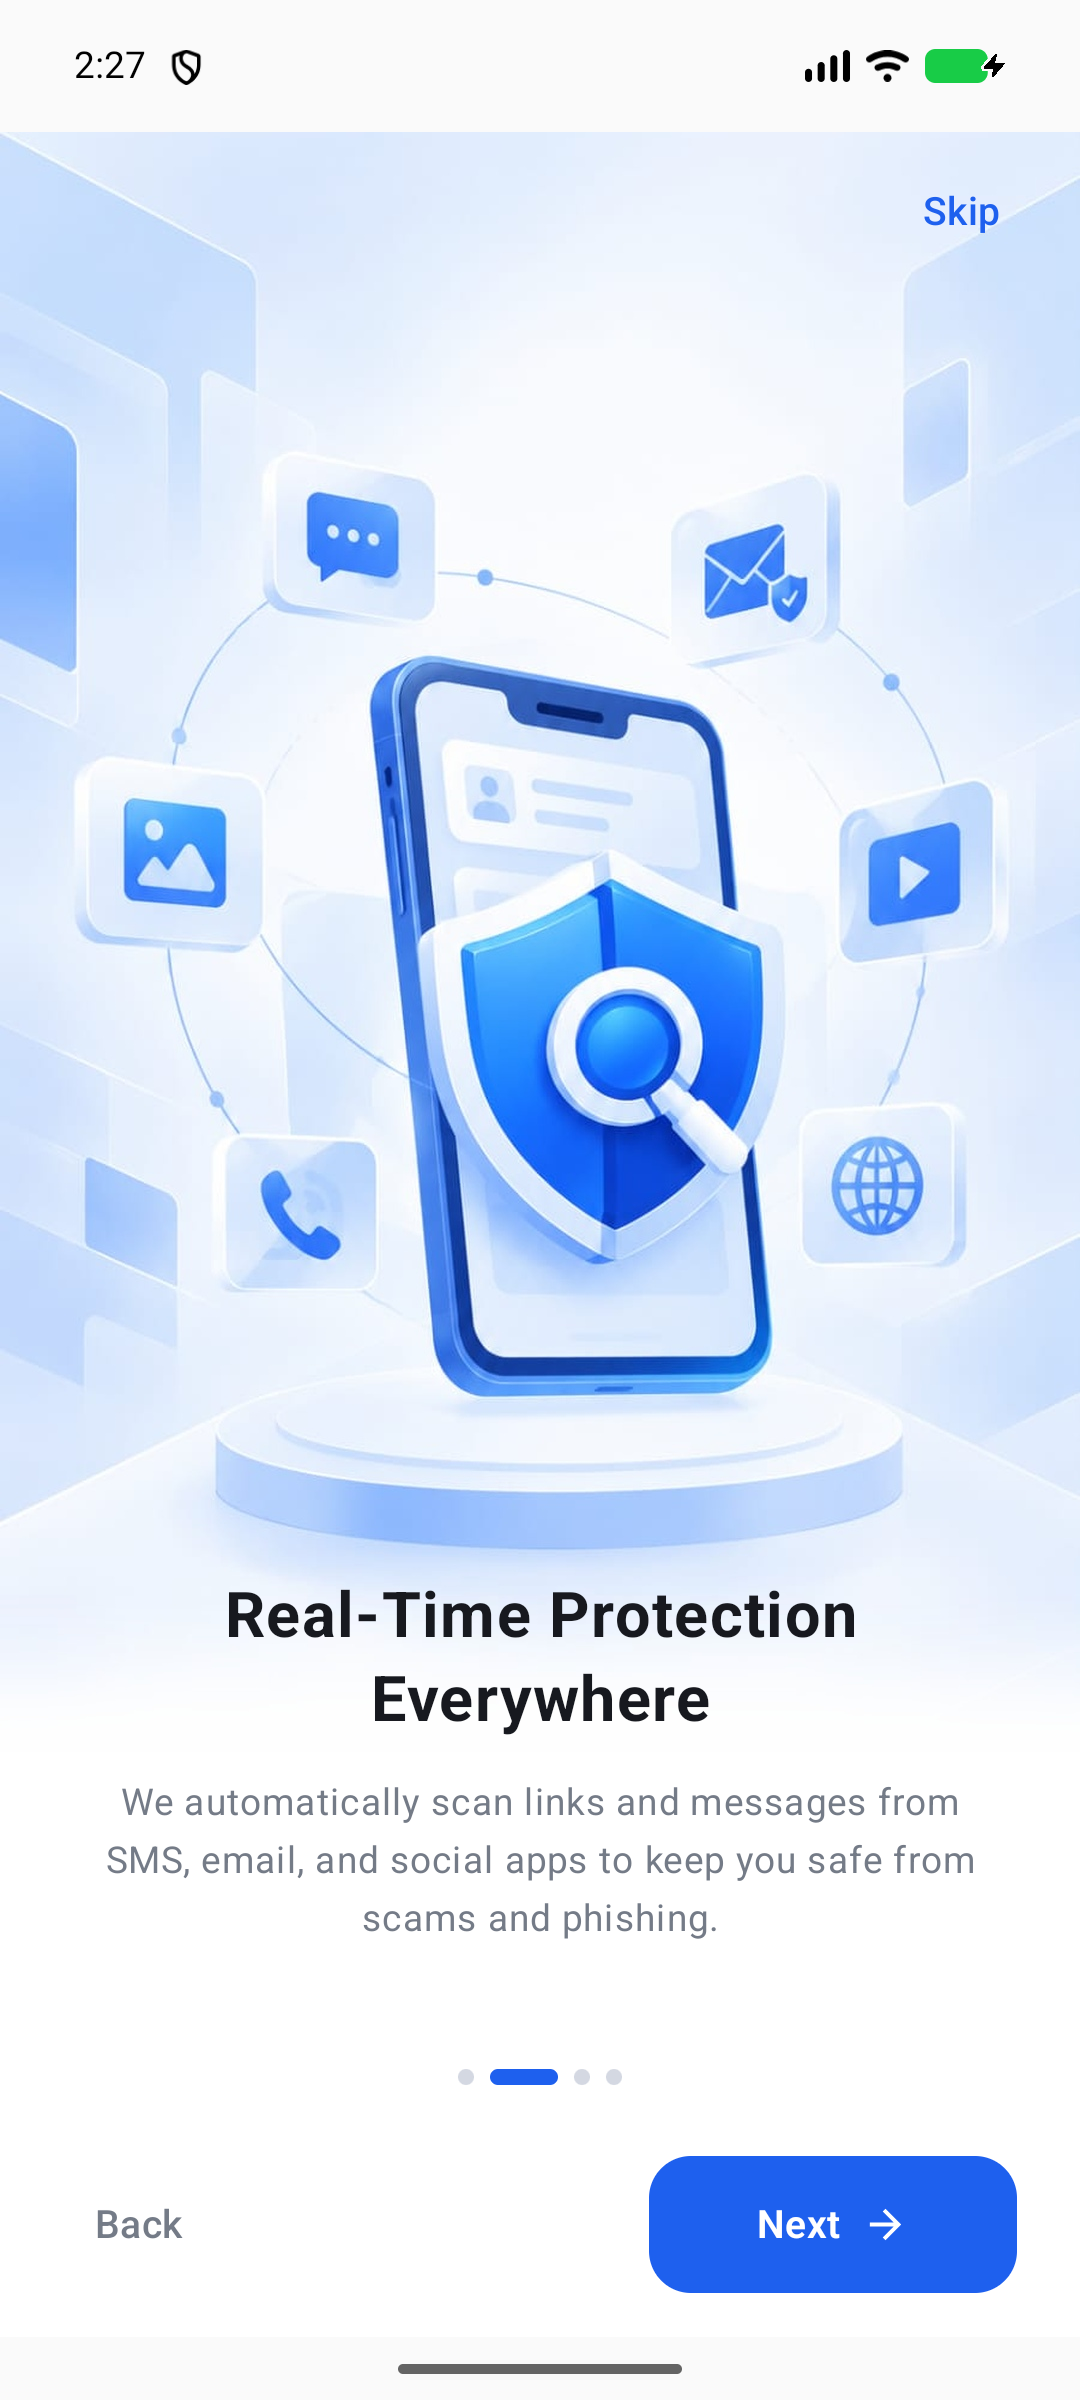 2:27
Skip
Real-Time Protection
Everywhere
We automatically scan links and messages from
SMS, email, and social apps to keep you safe from
scams and phishing.
Back
Next